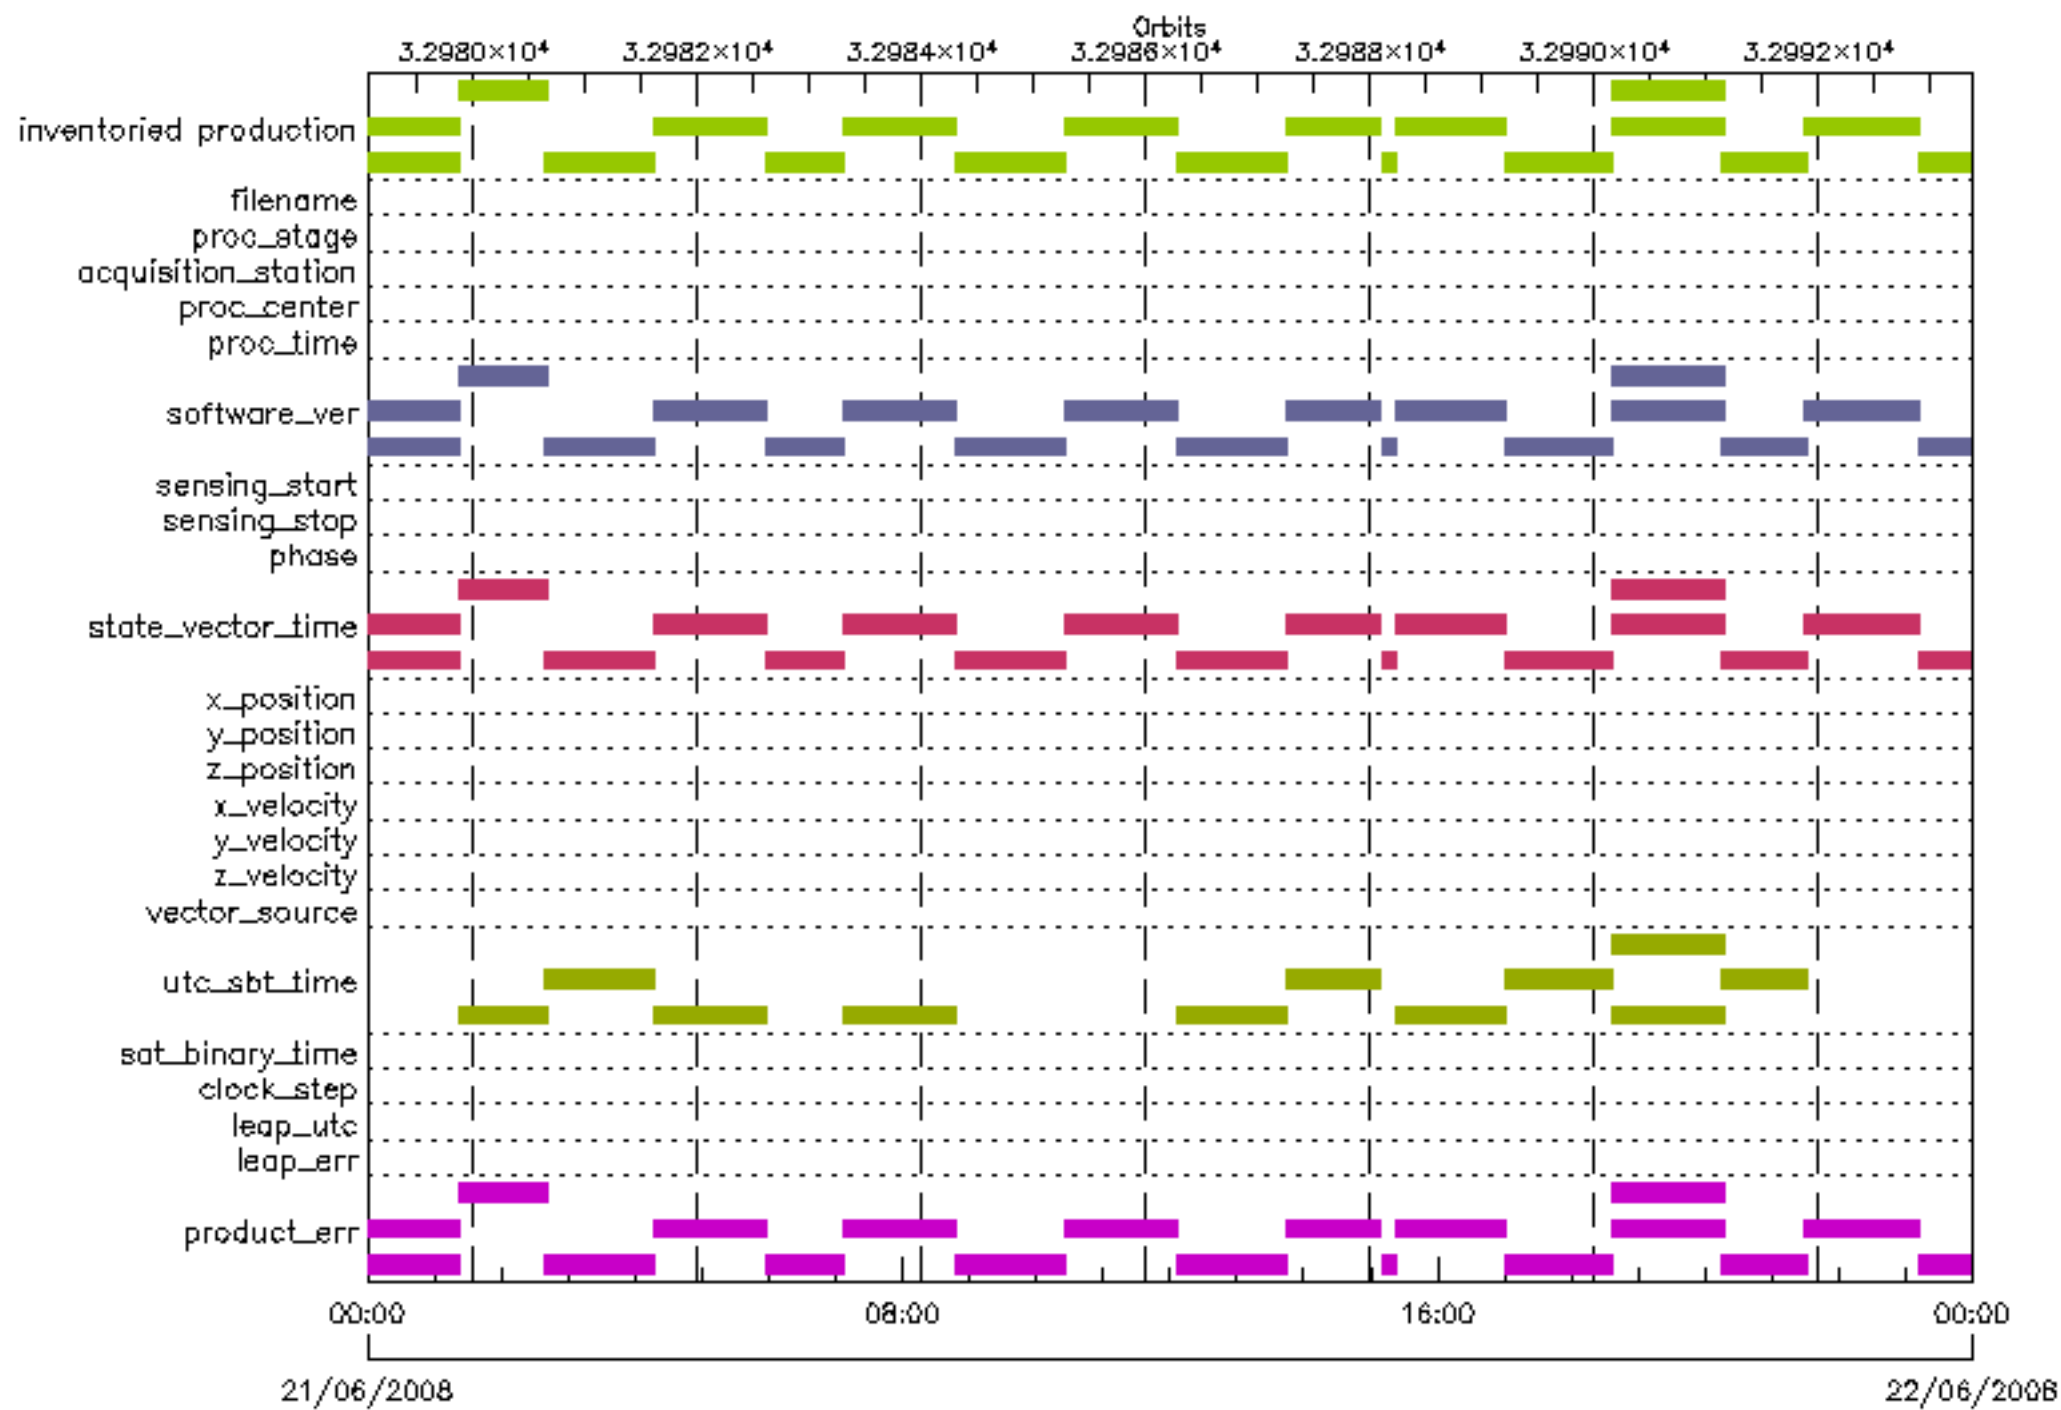 Orbits
3.2980×10⁴ 3.2982×10⁴ 3.2984×10⁴ 3.2986×10⁴ 3.2988×10⁴ 3.2990×10⁴ 3.2992×10⁴
inventoried production
filename
proc_stage
acquisition_station
proc_center
proc_time
software_ver
sensing_start
sensing_stop
phase
state_vector_time
x_position
y_position
z_position
x_velocity
y_velocity
z_velocity
vector_source
utc_sbt_time
sat_binary_time
clock_step
leap_utc
leap_err
product_err
00:00 08:00 16:00 00:00
21/06/2008 22/06/2008